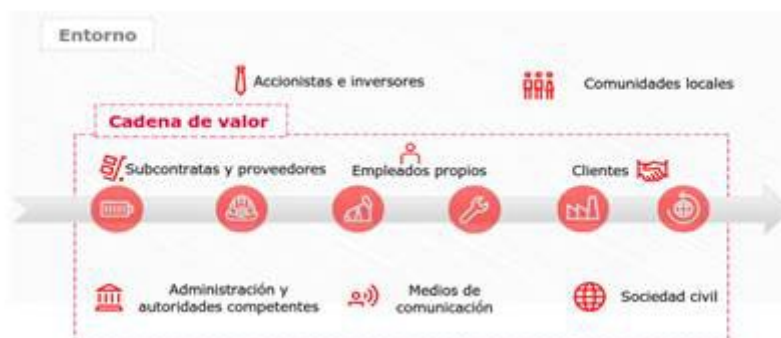 Entorno
Accionistas e inversores
Comunidades locales
Cadena de valor
Subcontratas y proveedores
Empleados propios
Clientes
Administración y
autoridades competentes
Medios de
comunicación
Sociedad civil